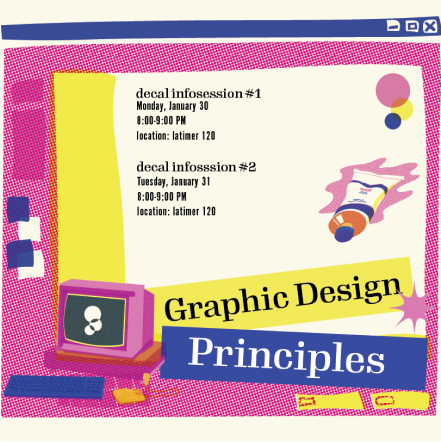 decal infosession #1
Monday, January 30
8:00-9:00 PM
location: latimer 120
decal infosssion #2
Tuesday, January 31
8:00-9:00 PM
location: latimer 120
Graphic Design
Principles